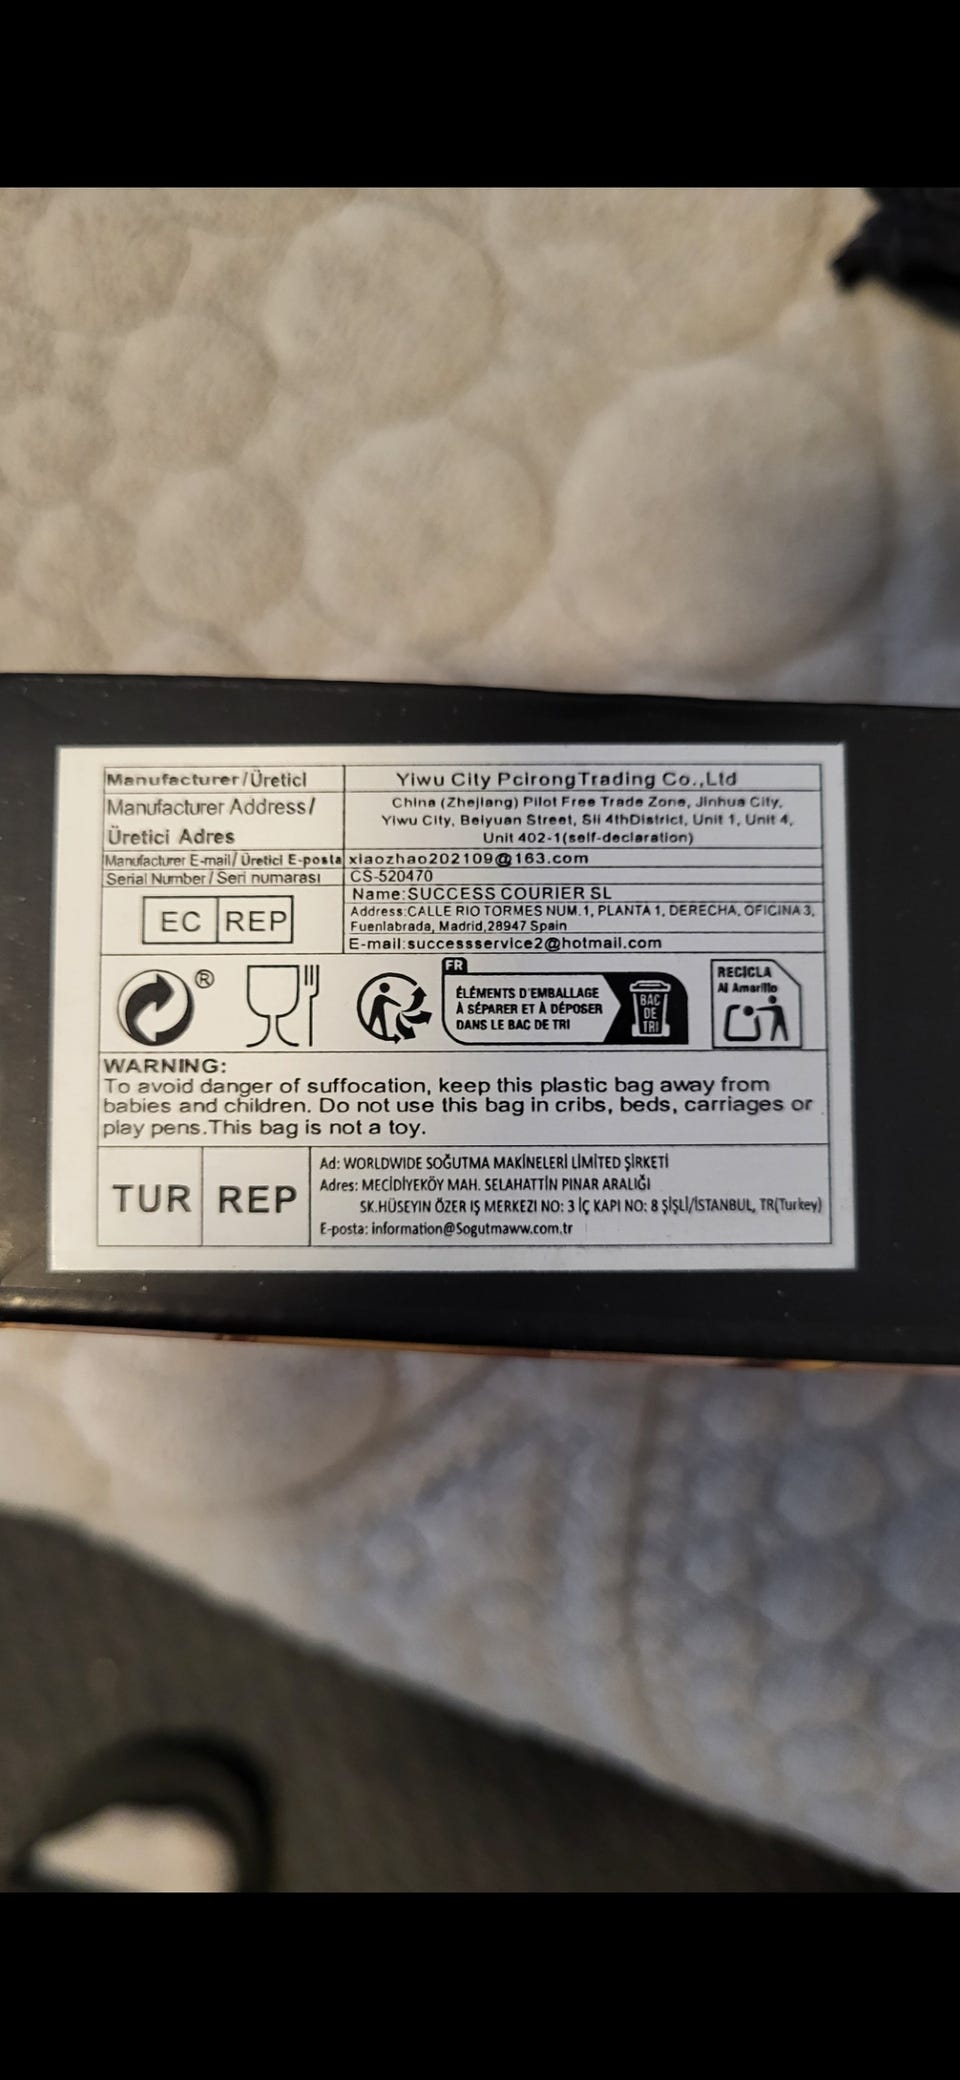 Manufacturer/Üretici
Yiwu City PcirongTrading Co.,Ltd
Manufacturer Address/
Üretici Adres
China (Zhejiang) Pilot Free Trade Zone, Jinhua City,
Yiwu City, Beiyuan Street, Sii 4thDistrict, Unit 1, Unit 4,
Unit 402-1(self-declaration)
Manufacturer E-mail/ Üretici E-posta
xiaozhao202109@163.com
Serial Number / Seri numarası
CS-520470
EC REP
Name:SUCCESS COURIER SL
Address:CALLE RIO TORMES NUM.1, PLANTA 1, DERECHA, OFICINA 3,
Fuenlabrada, Madrid,28947 Spain
E-mail:successservice2@hotmail.com
®
FR
ÉLÉMENTS D'EMBALLAGE
À SÉPARER ET À DÉPOSER
DANS LE BAC DE TRI
BAC
DE
TRI
RECICLA
Al Amarillo
WARNING:
To avoid danger of suffocation, keep this plastic bag away from
babies and children. Do not use this bag in cribs, beds, carriages or
play pens.This bag is not a toy.
TUR REP
Ad: WORLDWIDE SOĞUTMA MAKİNELERİ LİMİTED ŞİRKETİ
Adres: MECİDİYEKÖY MAH. SELAHATTİN PINAR ARALIĞI
SK.HÜSEYIN ÖZER IŞ MERKEZI NO: 3 İÇ KAPI NO: 8 ŞİŞLİ/İSTANBUL, TR(Turkey)
E-posta: information@Sogutmaww.com.tr